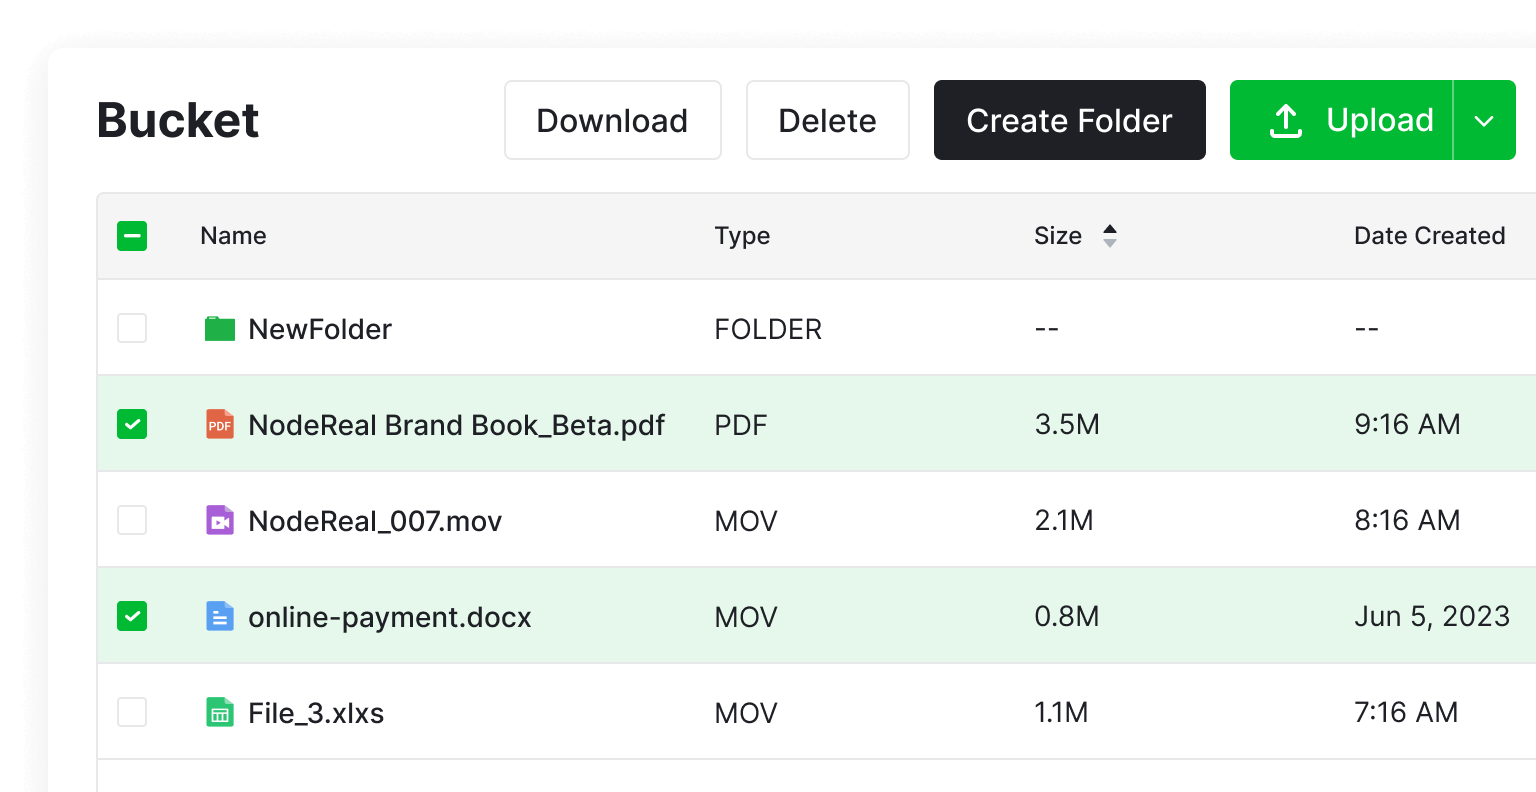 Bucket Download Delete Create Folder Upload
Name Type Size Date Created
NewFolder FOLDER -- --
PDF NodeReal Brand Book_Beta.pdf PDF 3.5M 9:16 AM
NodeReal_007.mov MOV 2.1M 8:16 AM
online-payment.docx MOV 0.8M Jun 5, 2023
File_3.xlxs MOV 1.1M 7:16 AM